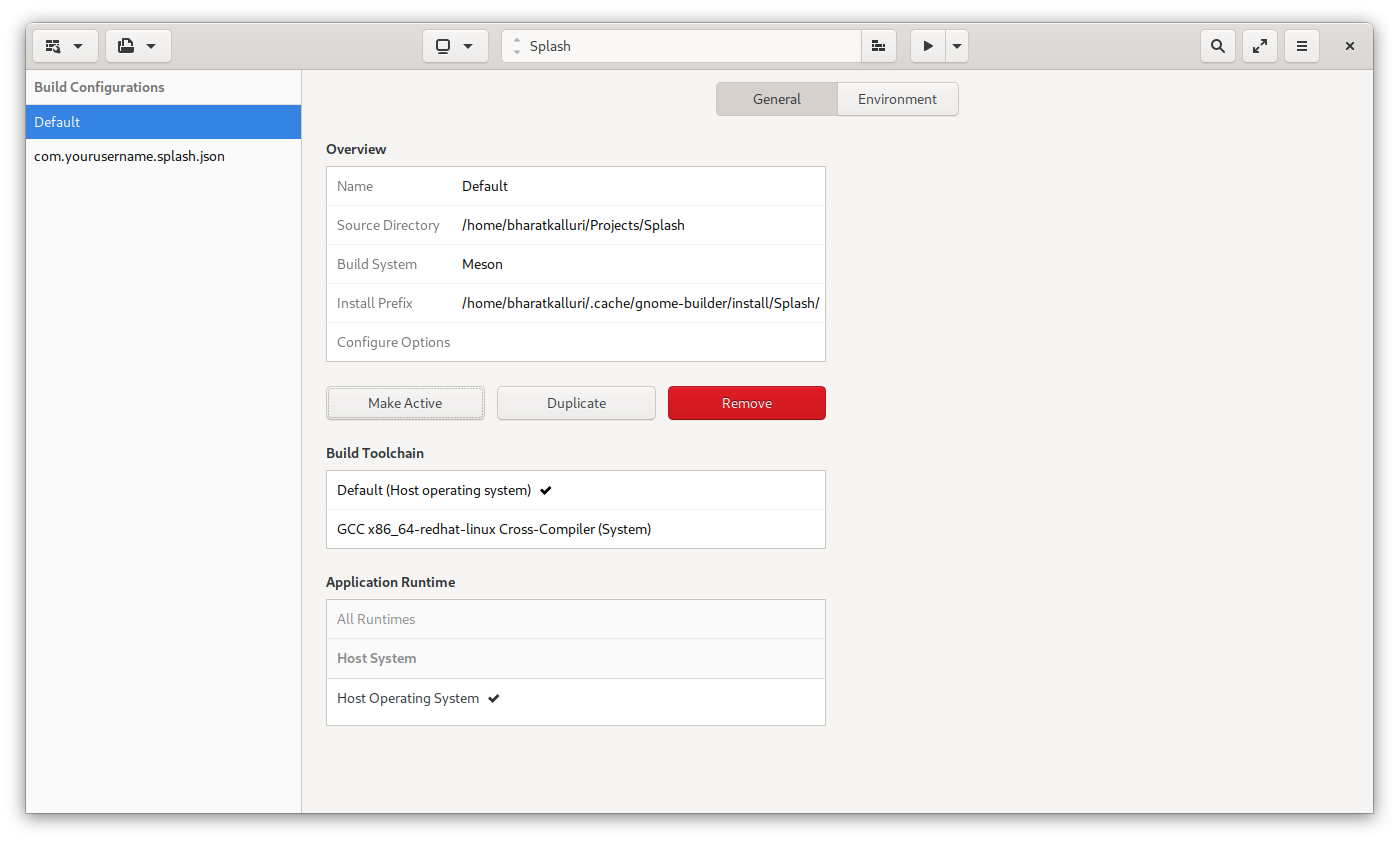 Splash
Build Configurations
Default
com.yourusername.splash.json
General Environment
Overview
Name Default
Source Directory /home/bharatkalluri/Projects/Splash
Build System Meson
Install Prefix /home/bharatkalluri/.cache/gnome-builder/install/Splash/
Configure Options
Make Active Duplicate Remove
Build Toolchain
Default (Host operating system)
GCC x86_64-redhat-linux Cross-Compiler (System)
Application Runtime
All Runtimes
Host System
Host Operating System